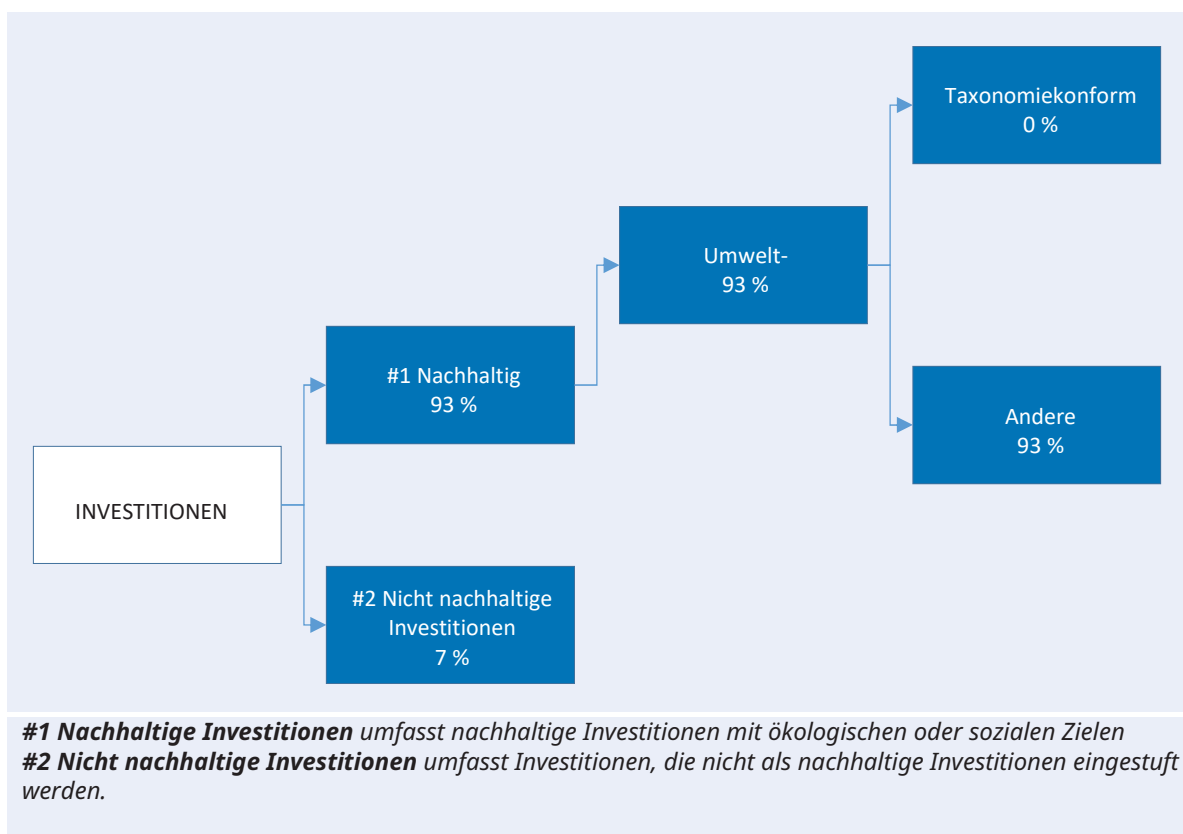 Taxonomiekonform
0 %
Umwelt-
93 %
#1 Nachhaltig
93 %
Andere
93 %
INVESTITIONEN
#2 Nicht nachhaltige
Investitionen
7 %
#1 Nachhaltige Investitionen umfasst nachhaltige Investitionen mit ökologischen oder sozialen Zielen
#2 Nicht nachhaltige Investitionen umfasst Investitionen, die nicht als nachhaltige Investitionen eingestuft
werden.